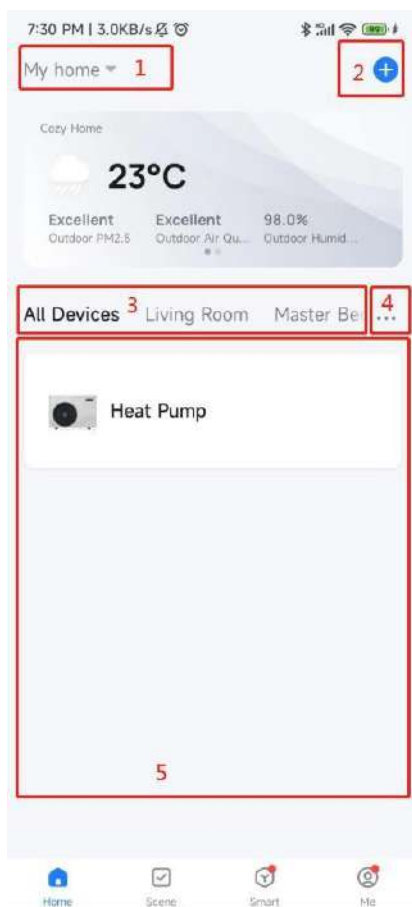 7:30 PM | 3.0KB/s
My home 1
2
Cozy Home
23°C
Excellent Excellent 98.0%
Outdoor PM2.5 Outdoor Air Qu... Outdoor Humid...
All Devices 3 Living Room Master Be 4
Heat Pump
5
Home Scene Smart Me